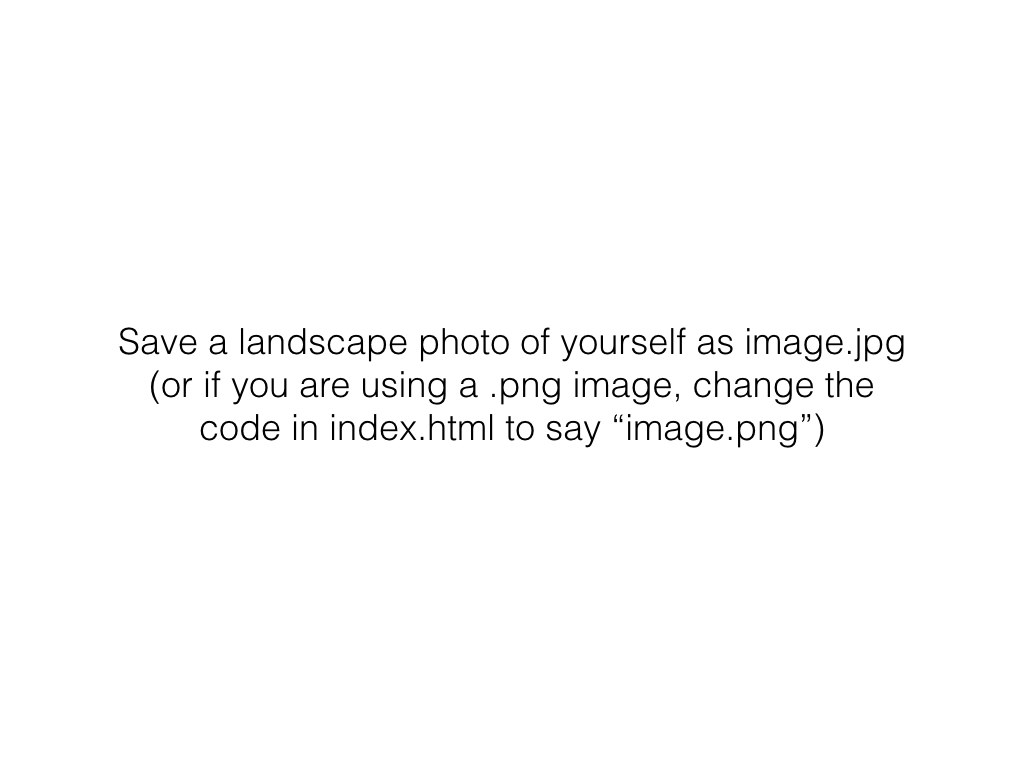 Save a landscape photo of yourself as image.jpg
(or if you are using a .png image, change the
code in index.html to say “image.png”)